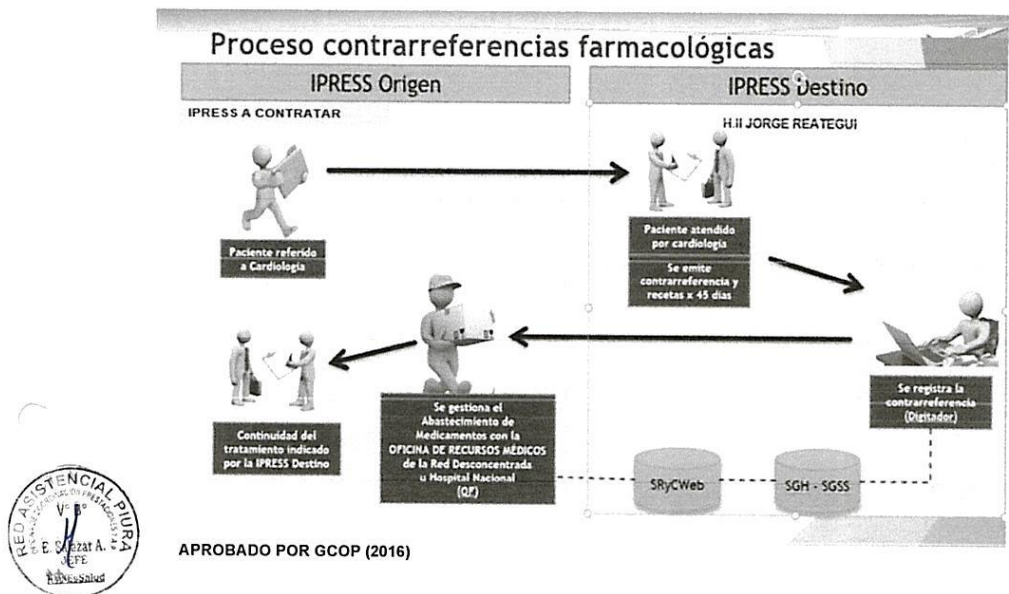 Proceso contrarreferencias farmacológicas
IPRESS Origen
IPRESS A CONTRATAR
Paciente referido
a Cardiología
IPRESS Destino
H.II JORGE REATEGUI
Paciente atendido
por cardiología
Se emite
contrarreferencia y
recetas x 45 días
Se registra la
contrarreferencia
(Digitador)
Se gestiona el
Abastecimiento de
Medicamentos con la
OFICINA DE RECURSOS MÉDICOS
de la Red Desconcentrada
u Hospital Nacional
(QF)
Continuidad del
tratamiento indicado
por la IPRESS Destino
SRyCWeb
SGH - SGSS
RED ASISTENCIAL PIURA
V° B°
E. Salazar A.
JEFE
EsSalud
APROBADO POR GCOP (2016)